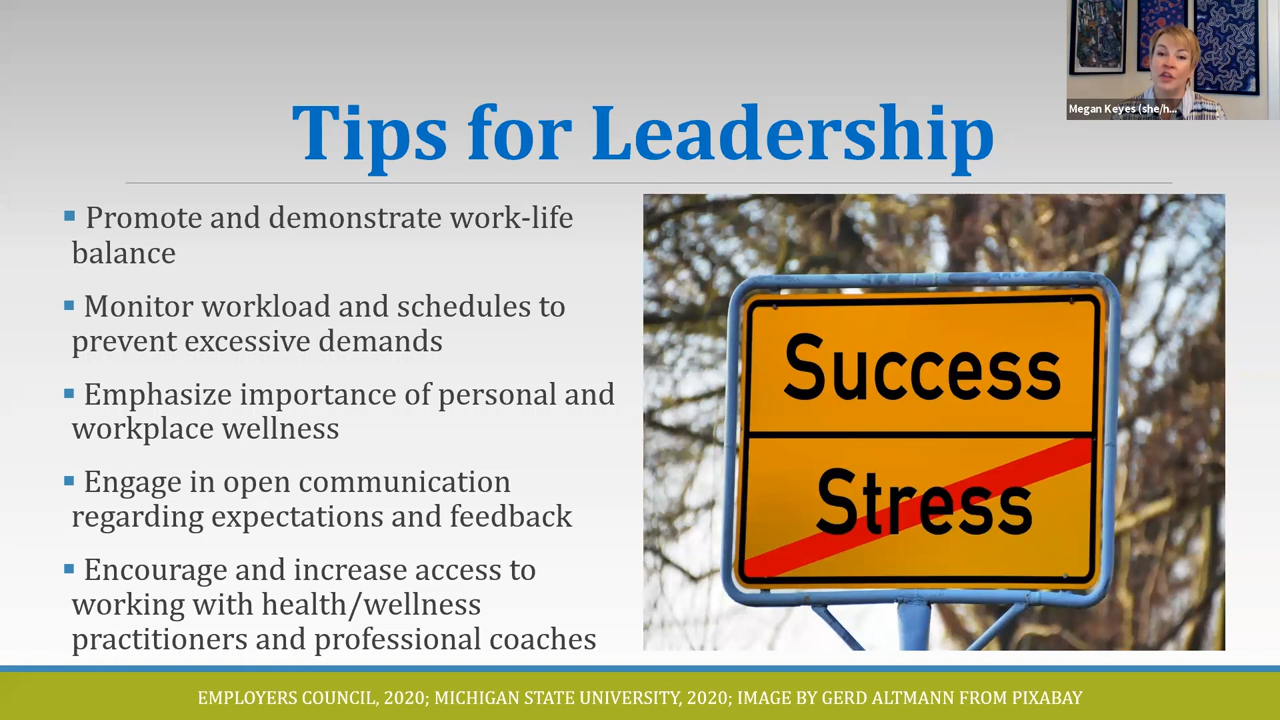 Megan Keyes (she/h...
Tips for Leadership
▪ Promote and demonstrate work-life
balance
▪ Monitor workload and schedules to
prevent excessive demands
▪ Emphasize importance of personal and
workplace wellness
▪ Engage in open communication
regarding expectations and feedback
▪ Encourage and increase access to
working with health/wellness
practitioners and professional coaches
Success
Stress
EMPLOYERS COUNCIL, 2020; MICHIGAN STATE UNIVERSITY, 2020; IMAGE BY GERD ALTMANN FROM PIXABAY